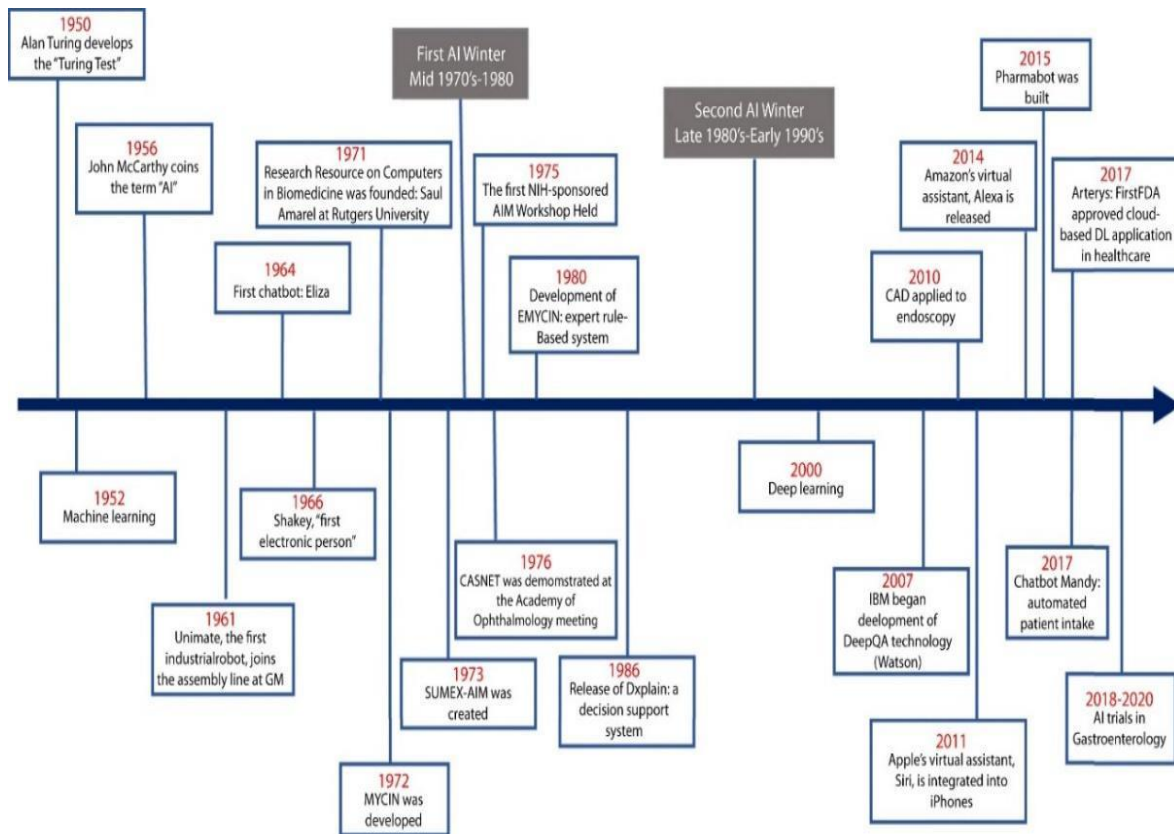 1950
Alan Turing develops
the “Turing Test”
1956
John McCarthy coins
the term “AI”
1964
First chatbot: Eliza
1971
Research Resource on Computers
in Biomedicine was founded: Saul
Amarel at Rutgers University
First AI Winter
Mid 1970's-1980
1975
The first NIH-sponsored
AIM Workshop Held
1980
Development of
EMYCIN: expert rule-
Based system
Second AI Winter
Late 1980's-Early 1990's
2010
CAD applied to
endoscopy
2014
Amazon's virtual
assistant, Alexa is
released
2015
Pharmabot was
built
2017
Arterys: FirstFDA
approved cloud-
based DL application
in healthcare
1952
Machine learning
1961
Unimate, the first
industrialrobot, joins
the assembly line at GM
1966
Shakey, “first
electronic person”
1972
MYCIN was
developed
1973
SUMEX-AIM was
created
1976
CASNET was demomstrated at
the Academy of
Ophthalmology meeting
1986
Release of Dxplain: a
decision support
system
2000
Deep learning
2007
IBM began
deelopment of
DeepQA technology
(Watson)
2011
Apple's virtual assistant,
Siri, is integrated into
iPhones
2017
Chatbot Mandy:
automated
patient intake
2018-2020
AI trials in
Gastroenterology